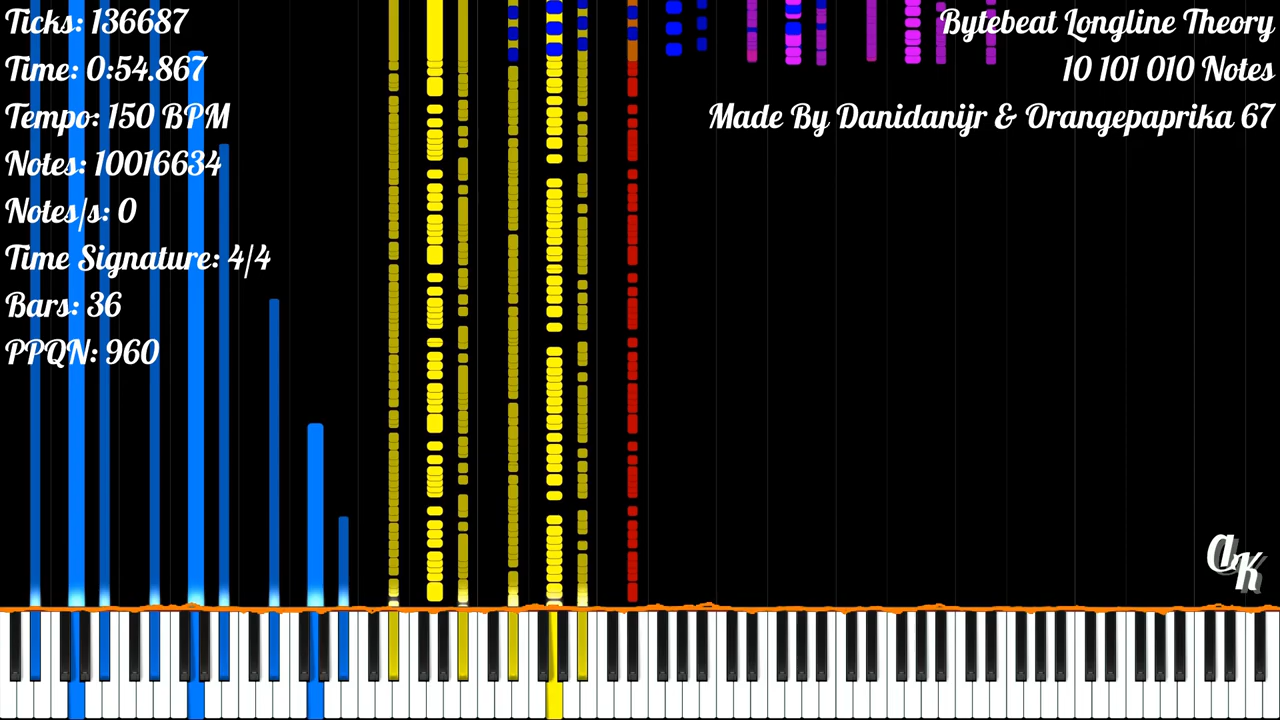 Ticks: 136687
Time: 0:54.867
Tempo: 150 BPM
Notes: 10016634
Notes/s: 0
Time Signature: 4/4
Bars: 36
PPQN: 960
Bytebeat Longline Theory
10 101 010 Notes
Made By Danidanijr & Orangepaprika 67
aK